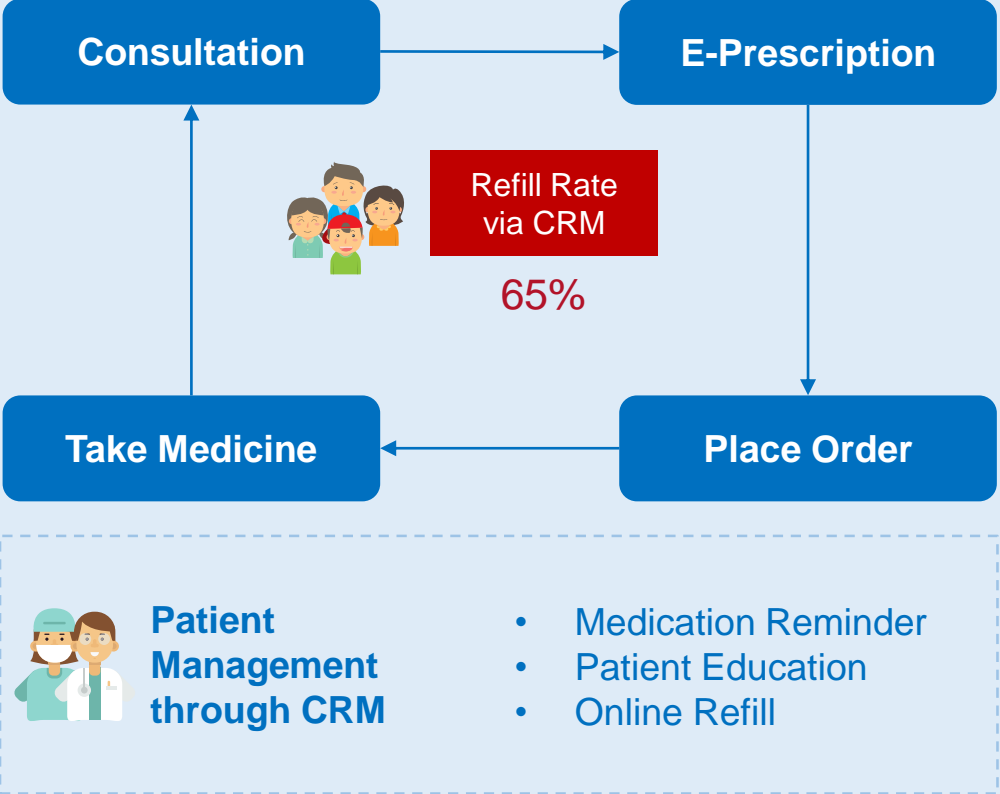 Consultation
E-Prescription
Refill Rate
via CRM
65%
Take Medicine
Place Order
Patient
Management
through CRM
• Medication Reminder
• Patient Education
• Online Refill